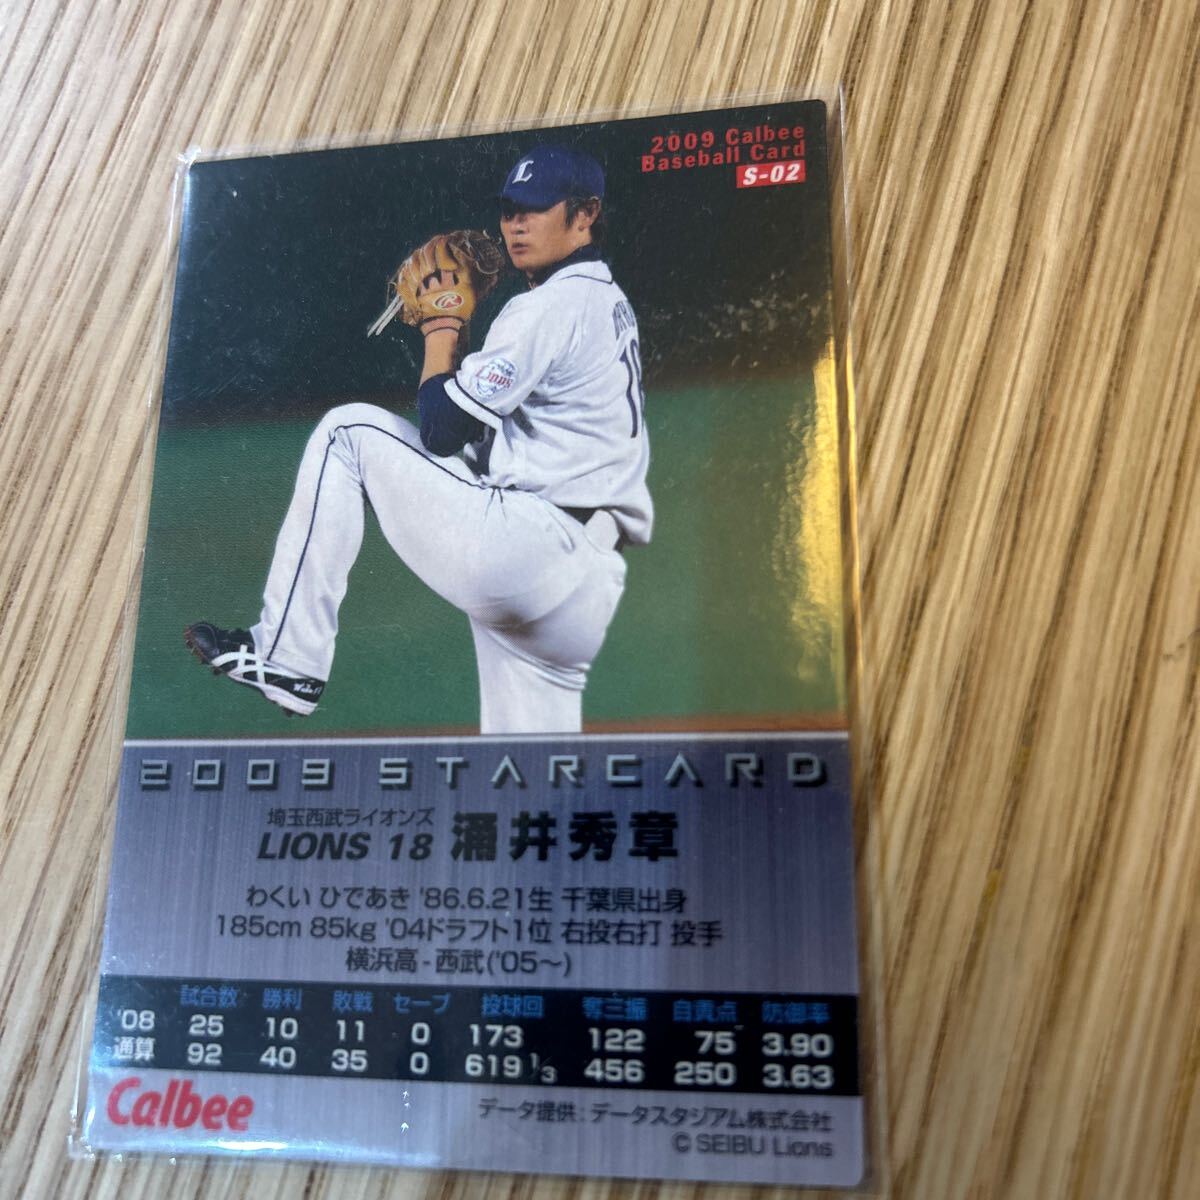 2009 Calbee
Baseball Card
S-02
L
R
Lions
2009 STARCARD
埼玉西武ライオンズ
LIONS 18 涌井秀章
わくい ひであき '86.6.21生 千葉県出身
185cm 85kg '04ドラフト1位 右投右打 投手
横浜高-西武('05〜)
試合数 勝利 敗戦 セーブ 投球回 奪三振 自責点 防御率
'08 25 10 11 0 173 122 75 3.90
通算 92 40 35 0 619 1/3 456 250 3.63
Calbee
データ提供:データスタジアム株式会社
© SEIBU Lions